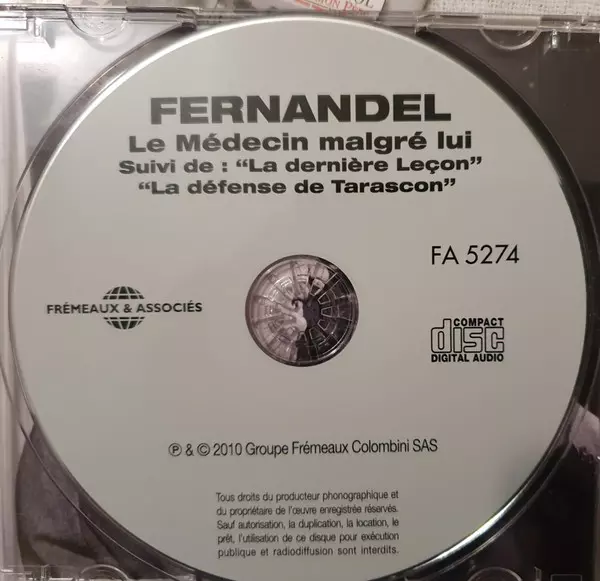 FERNANDEL
Le Médecin malgré lui
Suivi de : “La dernière Leçon”
“La défense de Tarascon”
FA 5274
FRÉMEAUX & ASSOCIÉS
COMPACT
disc
DIGITAL AUDIO
℗ & © 2010 Groupe Frémeaux Colombini SAS
Tous droits du producteur phonographique et
du propriétaire de l'œuvre enregistrée réservés.
Sauf autorisation, la duplication, la location, le
prêt, l'utilisation de ce disque pour exécution
publique et radiodiffusion sont interdits.